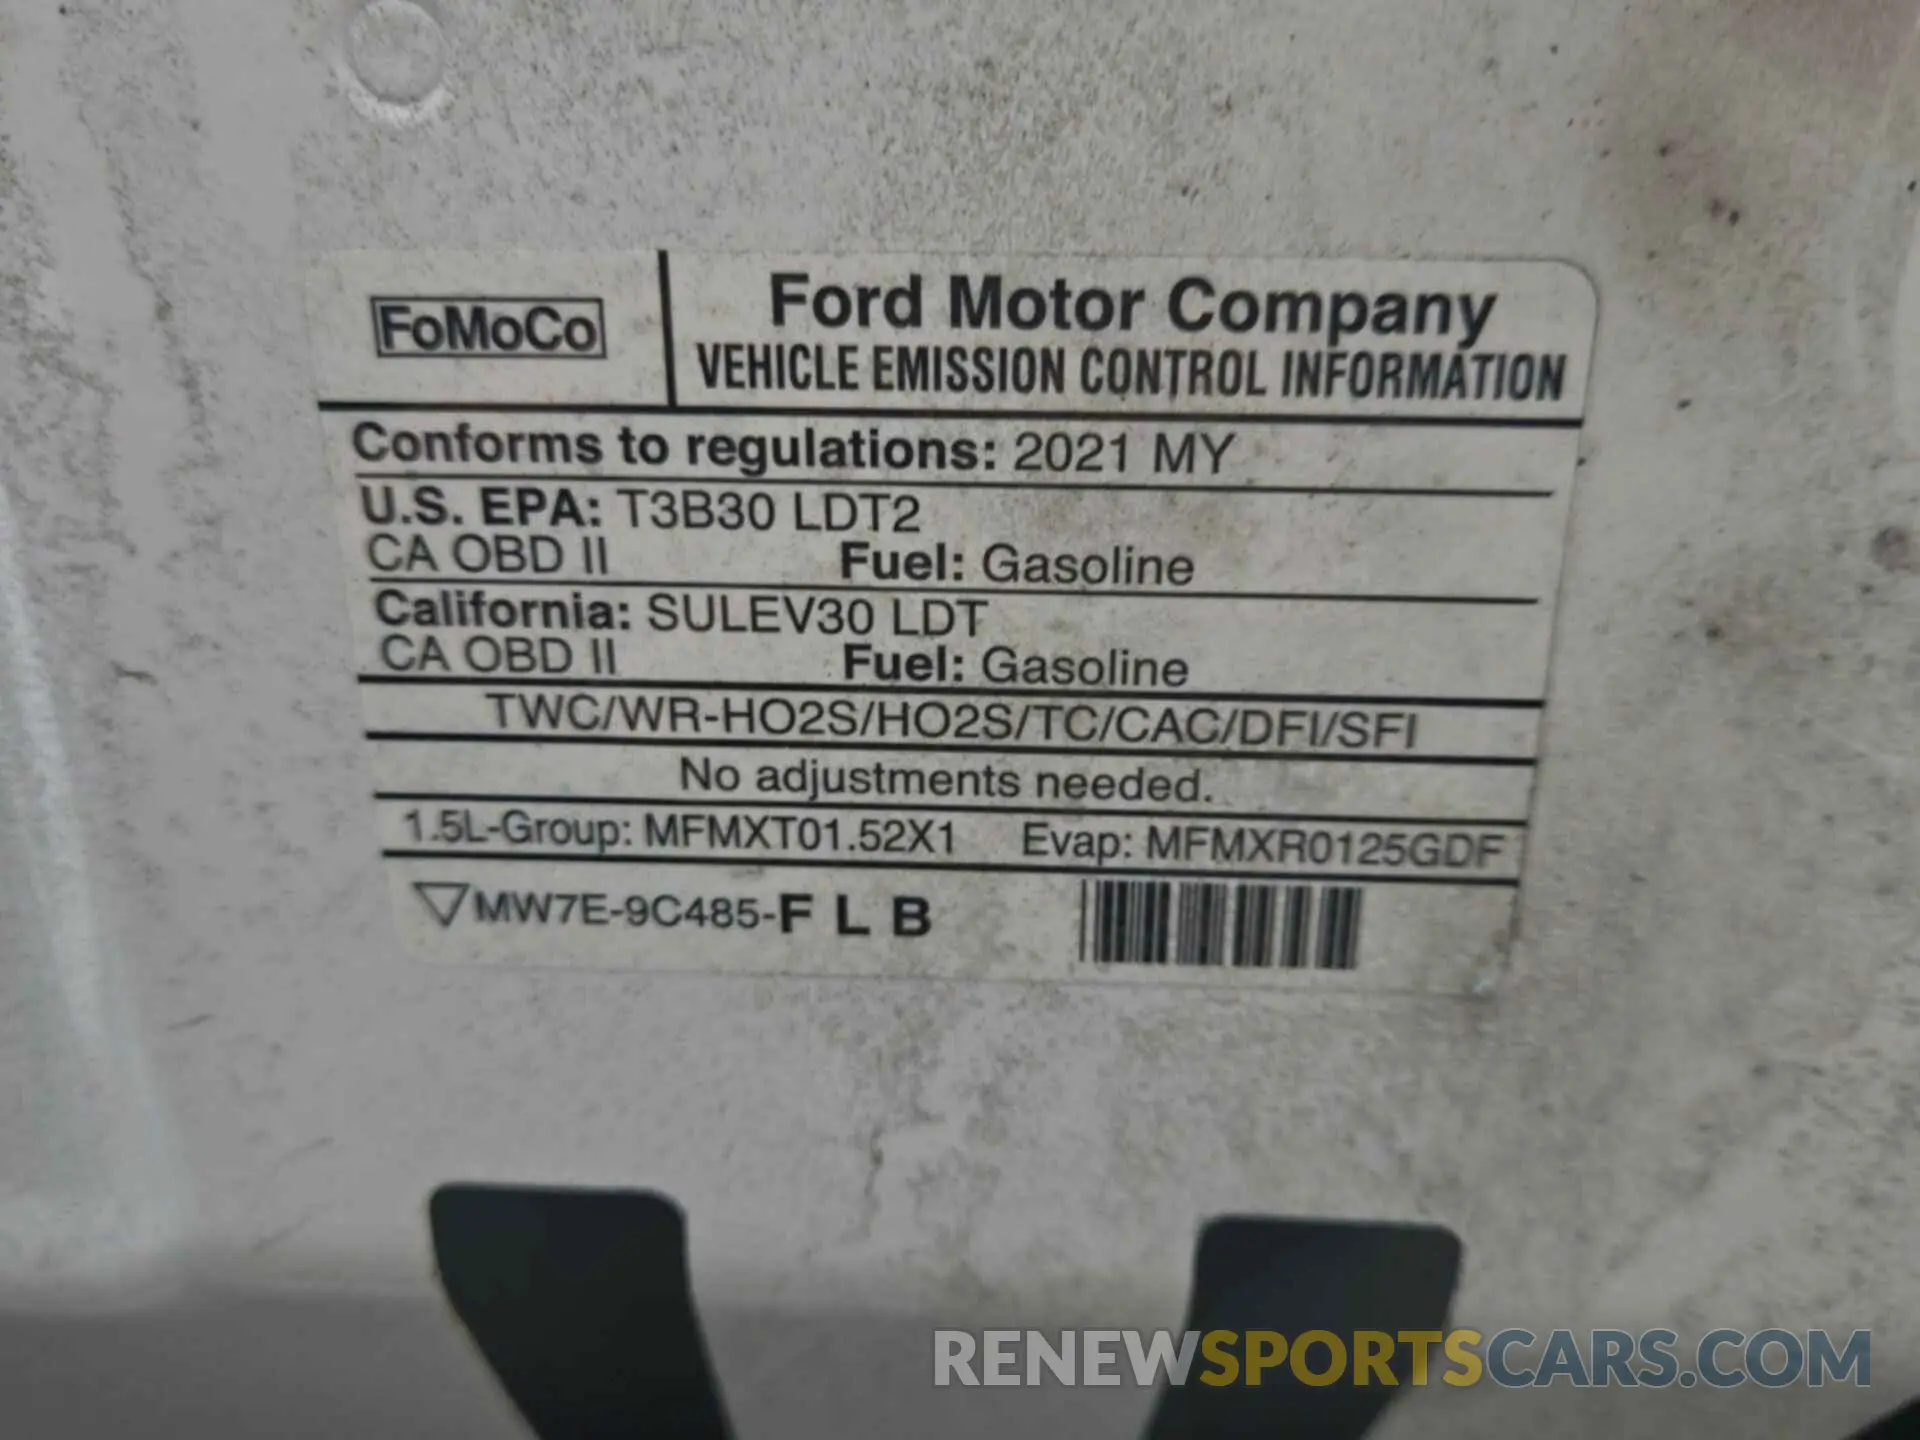 FoMoCo
Ford Motor Company
VEHICLE EMISSION CONTROL INFORMATION
Conforms to regulations: 2021 MY
U.S. EPA: T3B30 LDT2
CA OBD II Fuel: Gasoline
California: SULEV30 LDT
CA OBD II Fuel: Gasoline
TWC/WR-HO2S/HO2S/TC/CAC/DFI/SFI
No adjustments needed.
1.5L-Group: MFMXT01.52X1 Evap: MFMXR0125GDF
MW7E-9C485-F L B
RENEWSPORTSCARS.COM